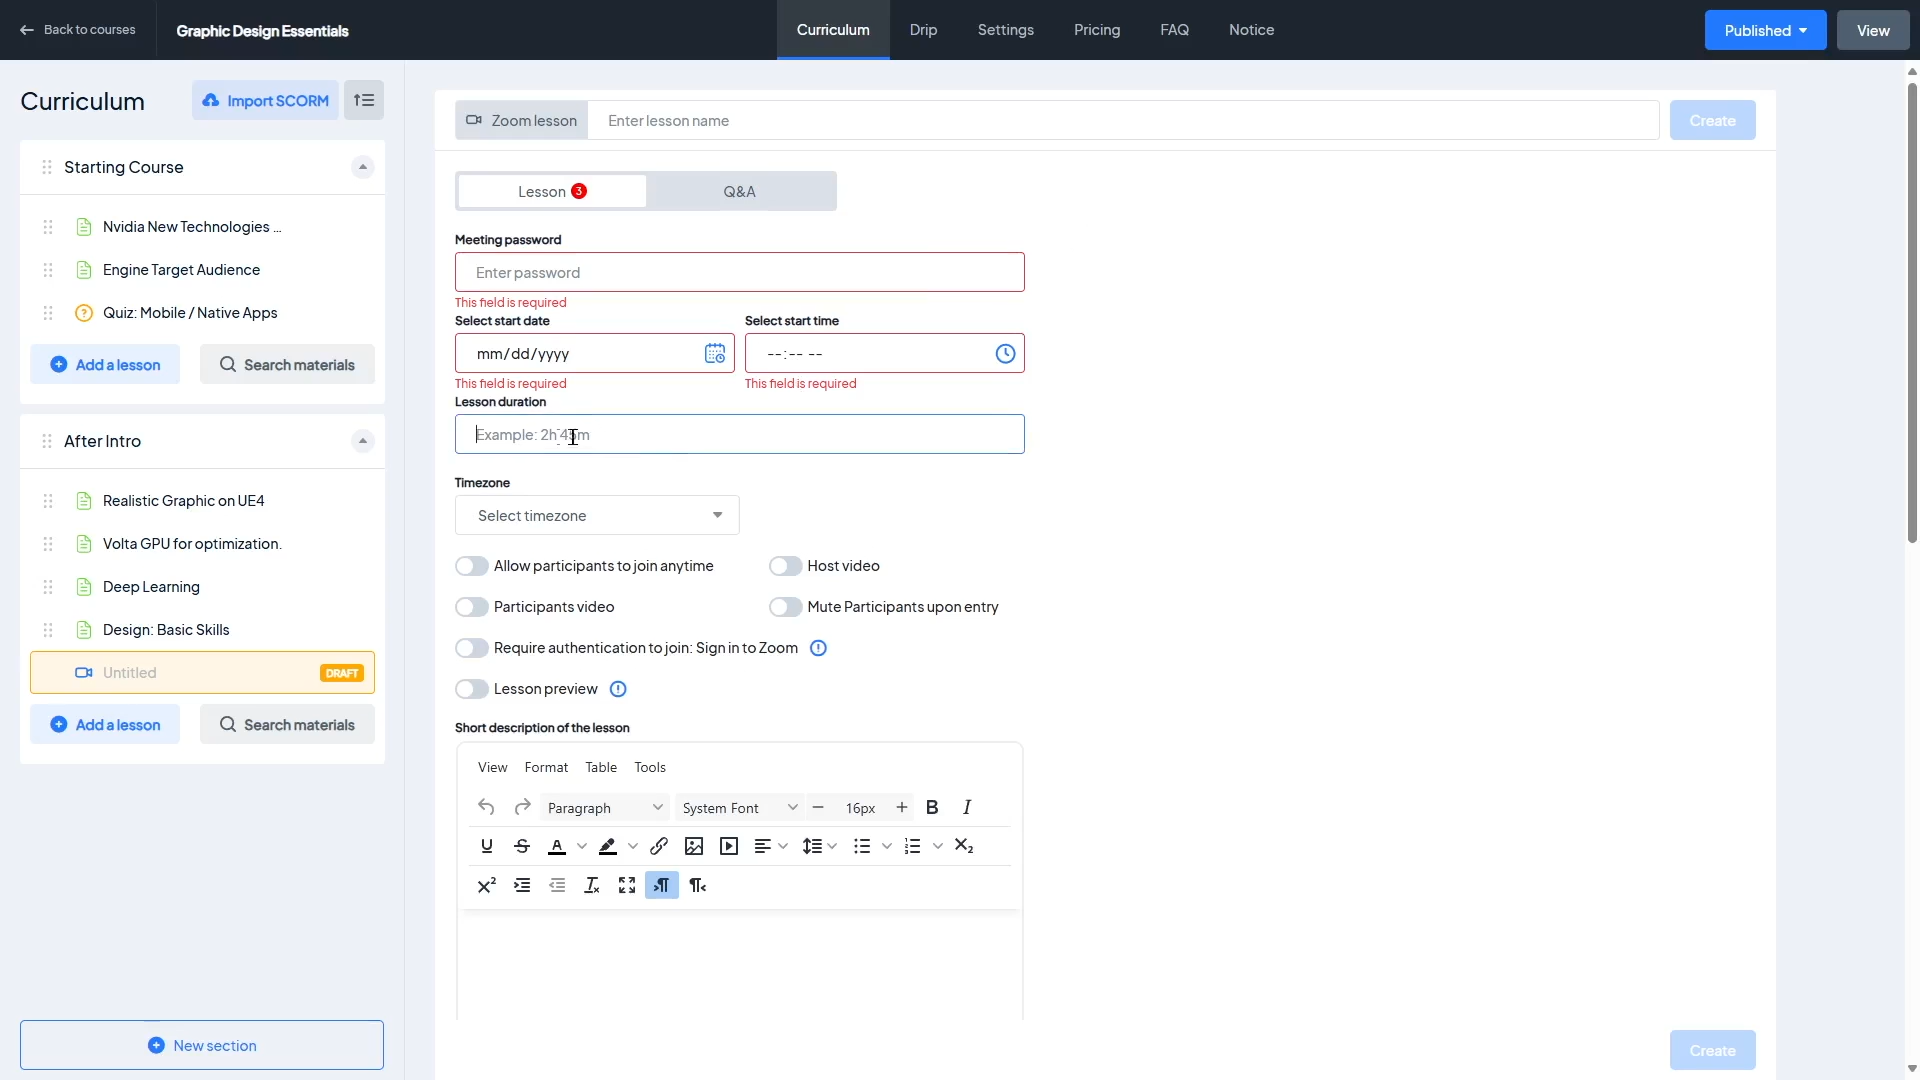 Back to courses
Graphic Design Essentials
Curriculum
Drip
Settings
Pricing
FAQ
Notice
Published
View
Curriculum
Import SCORM
Starting Course
Nvidia New Technologies ...
Engine Target Audience
Quiz: Mobile / Native Apps
Add a lesson
Search materials
After Intro
Realistic Graphic on UE4
Volta GPU for optimization.
Deep Learning
Design: Basic Skills
Untitled
DRAFT
Add a lesson
Search materials
New section
Zoom lesson
Enter lesson name
Create
Lesson 3
Q&A
Meeting password
Enter password
This field is required
Select start date
Select start time
mm/dd/yyyy
--:-- --
This field is required
This field is required
Lesson duration
Example: 2h 45m
Timezone
Select timezone
Allow participants to join anytime
Host video
Participants video
Mute Participants upon entry
Require authentication to join: Sign in to Zoom
Lesson preview
Short description of the lesson
View
Format
Table
Tools
Paragraph
System Font
16px
Create